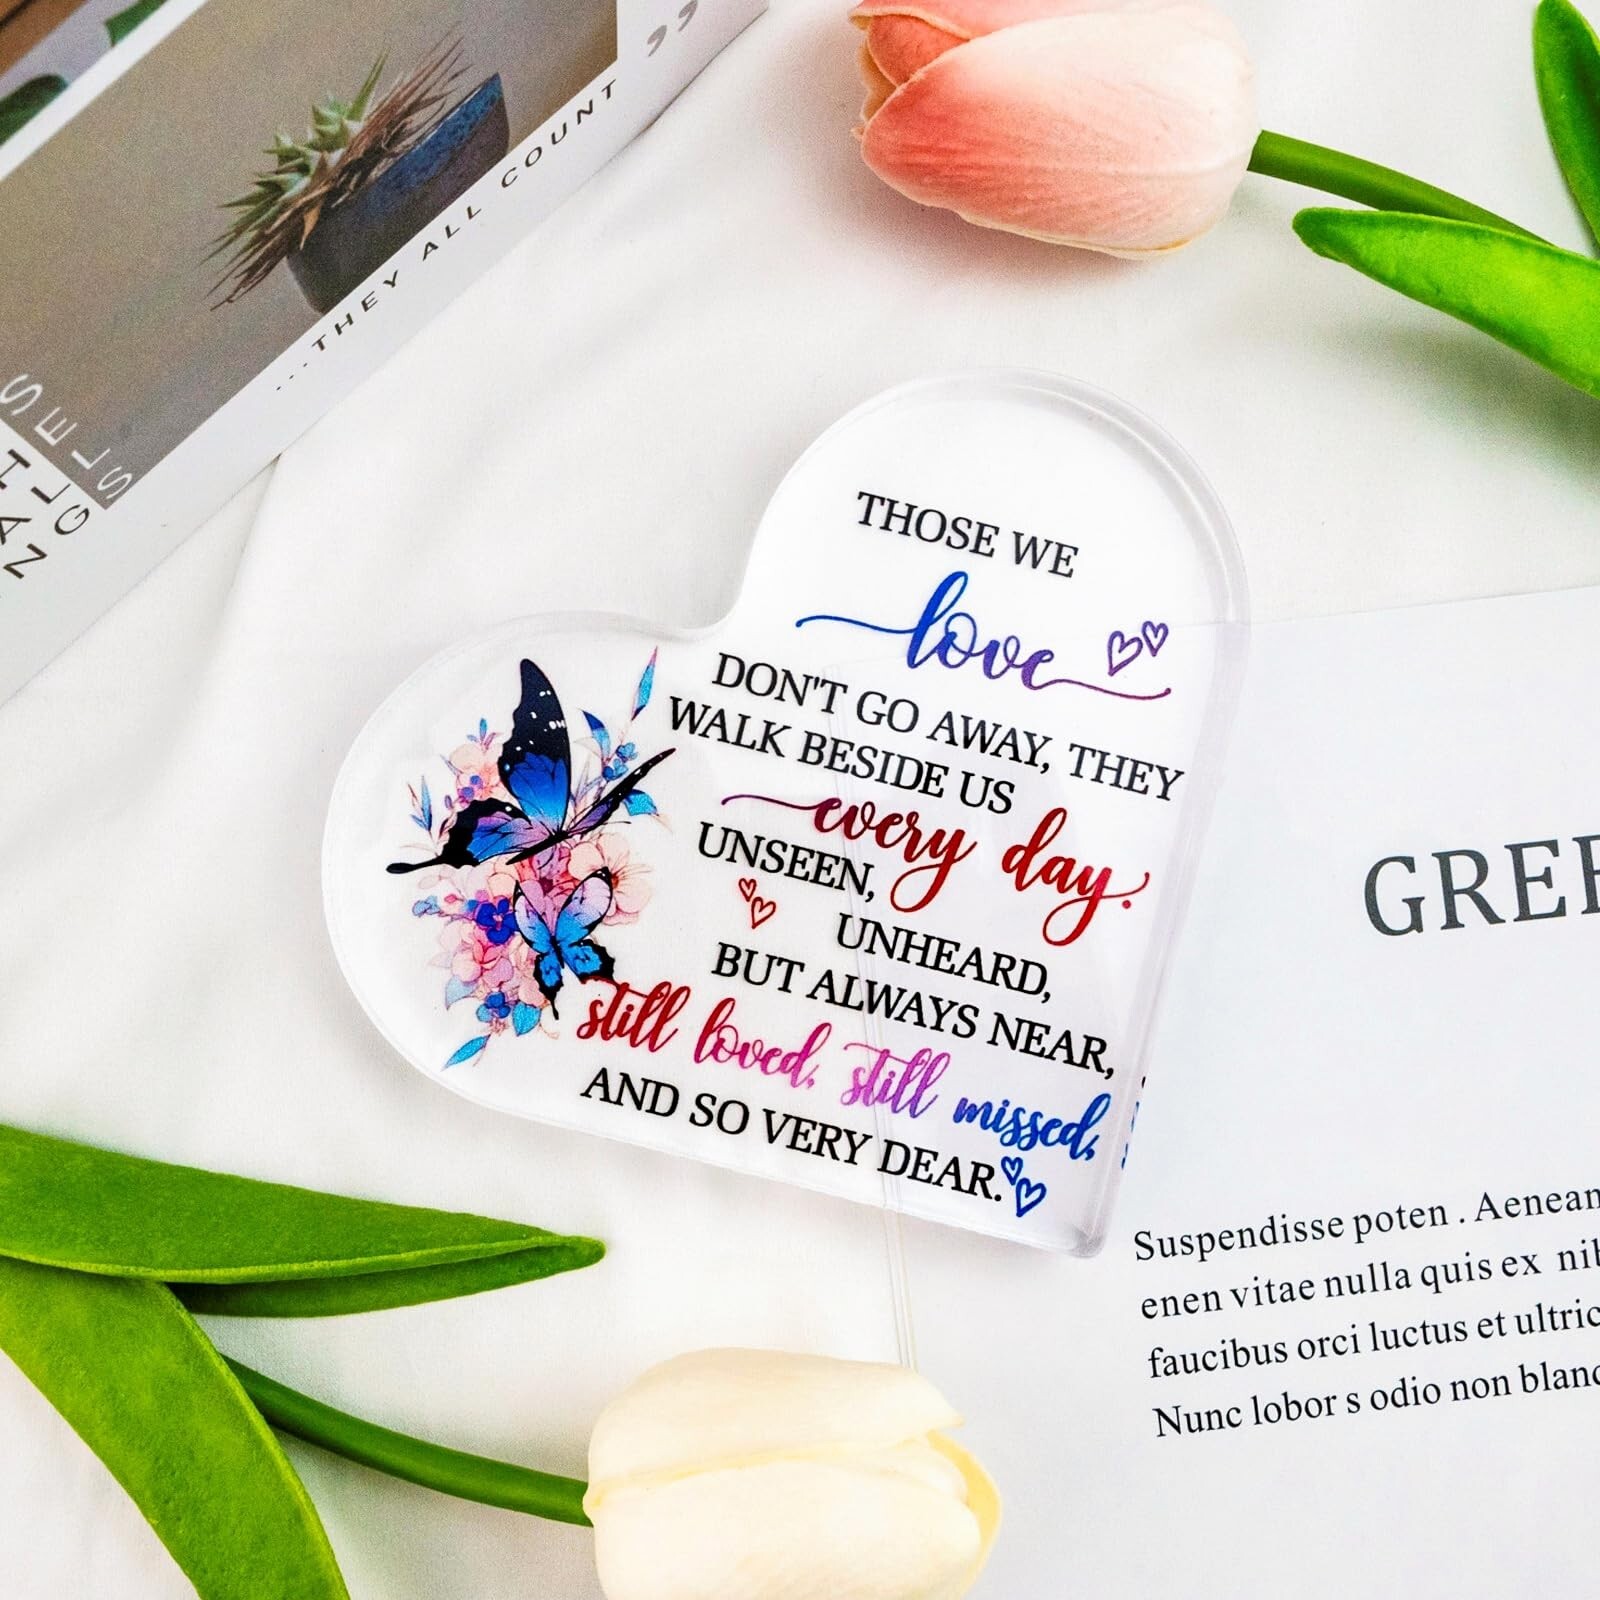 ...THEY ALL COUNT ”
THOSE WE
love
DON'T GO AWAY, THEY
WALK BESIDE US
every day.
UNSEEN,
UNHEARD,
BUT ALWAYS NEAR,
still loved, still missed,
AND SO VERY DEAR.
GREE
Suspendisse poten . Aenean
enen vitae nulla quis ex nib
faucibus orci luctus et ultric
Nunc lobor s odio non blanc